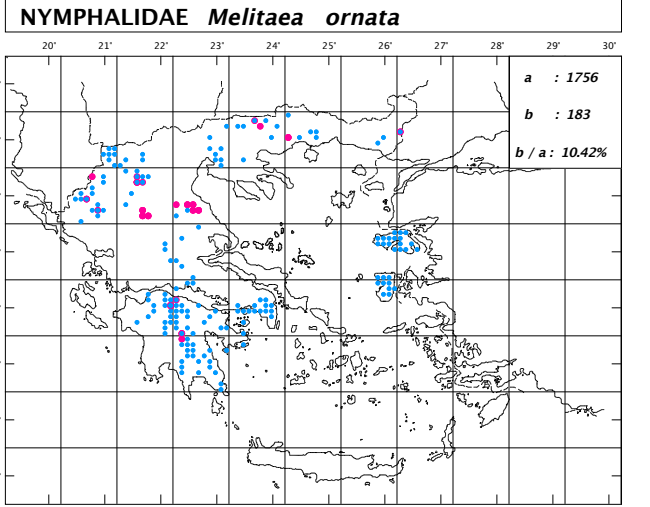 NYMPHALIDAE Melitaea ornata
20° 21° 22° 23° 24° 25° 26° 27° 28° 29° 30°
a : 1756
b : 183
b / a : 10.42%